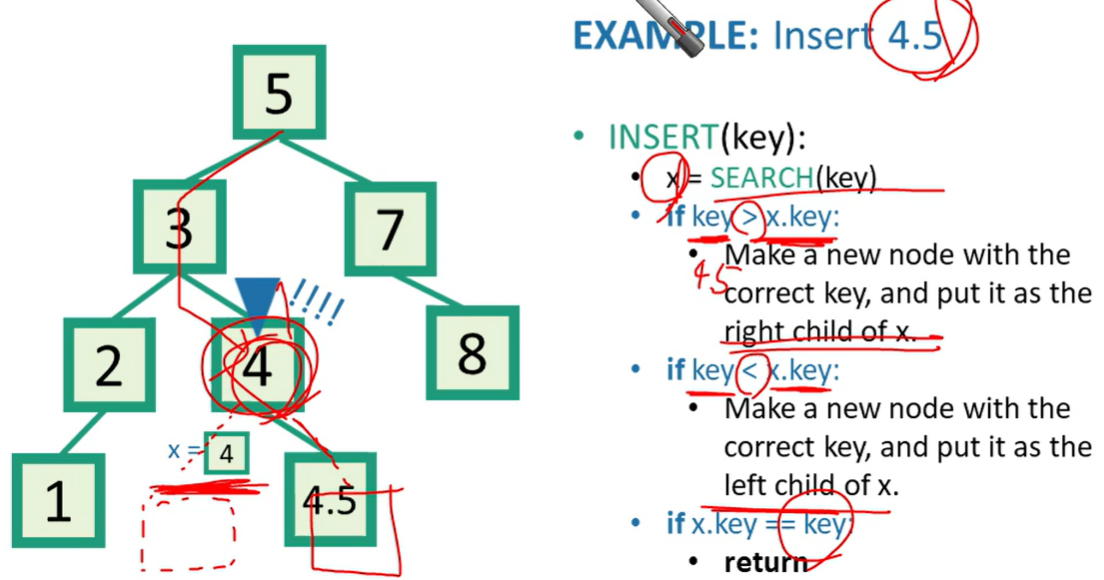 EXAMPLE: Insert 4.5
5
3
7
!!!!
2
4
8
x = 4
1
4.5
• INSERT(key):
• x = SEARCH(key)
• if key > x.key:
• Make a new node with the
4.5
correct key, and put it as the
right child of x.
• if key < x.key:
• Make a new node with the
correct key, and put it as the
left child of x.
• if x.key == key:
• return